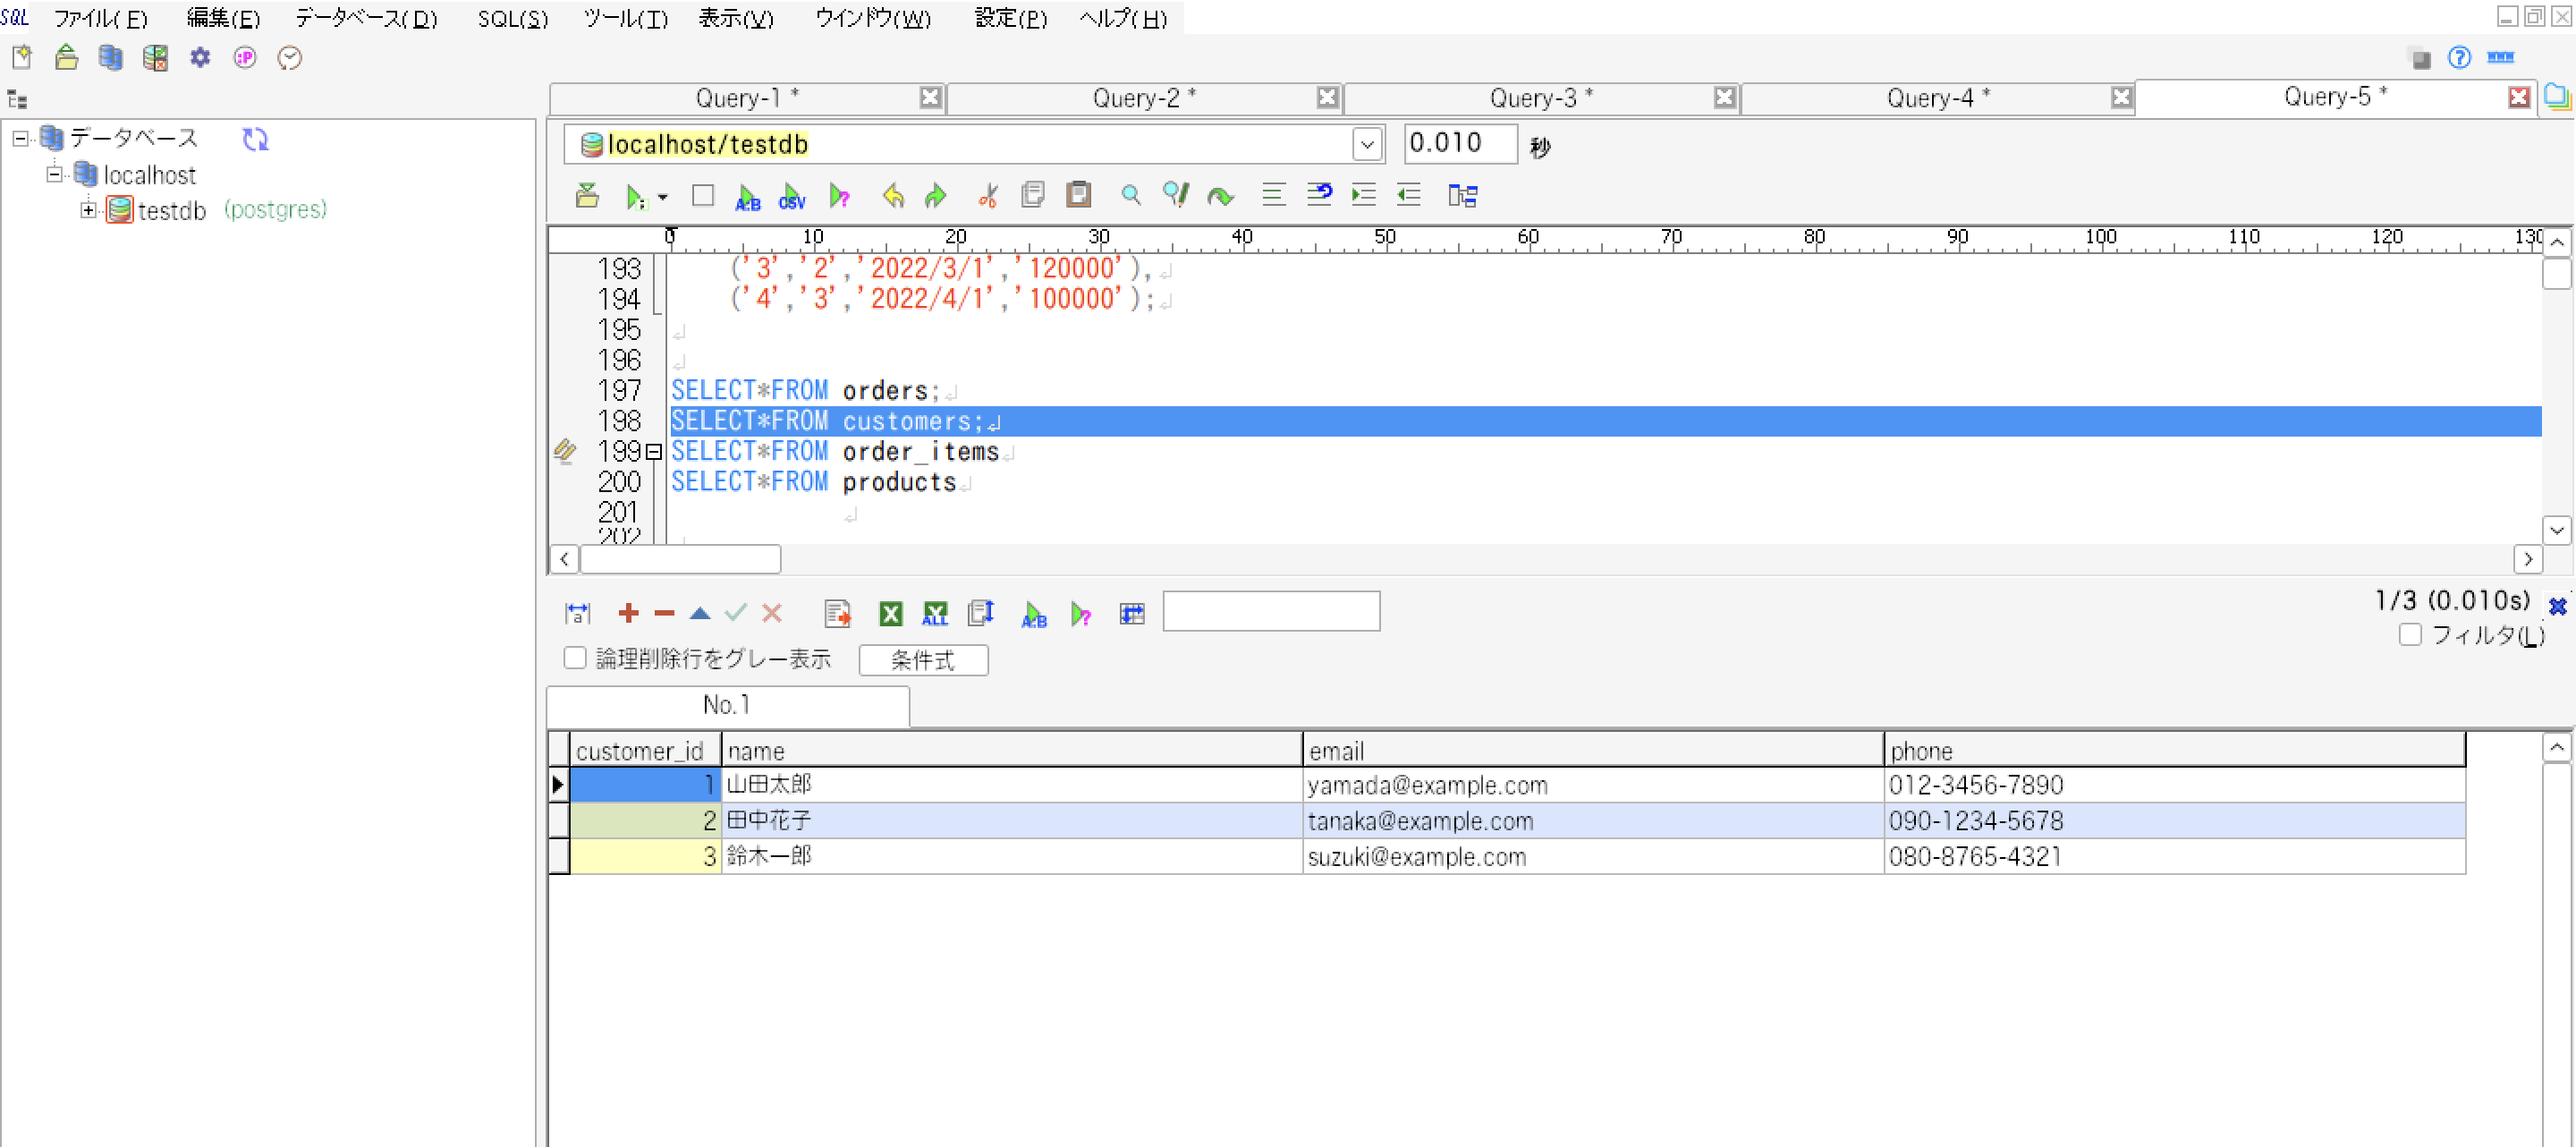 SQL ファイル(F) 編集(E) データベース(D) SQL(S) ツール(T) 表示(V) ウインドウ(W) 設定(P) ヘルプ(H)
:P
Query-1 * Query-2 * Query-3 * Query-4 * Query-5 *
データベース
localhost
testdb (postgres)
localhost/testdb 0.010 秒
A:B CSV
0 10 20 30 40 50 60 70 80 90 100 110 120 130
193 ('3','2','2022/3/1','120000'),
194 ('4','3','2022/4/1','100000');
195
196
197 SELECT*FROM orders;
198 SELECT*FROM customers;
199 SELECT*FROM order_items
200 SELECT*FROM products
201
202
a X ALL A:B
1/3 (0.010s)
フィルタ(L)
論理削除行をグレー表示 条件式
No.1
customer_id name email phone
1 山田太郎 yamada@example.com 012-3456-7890
2 田中花子 tanaka@example.com 090-1234-5678
3 鈴木一郎 suzuki@example.com 080-8765-4321